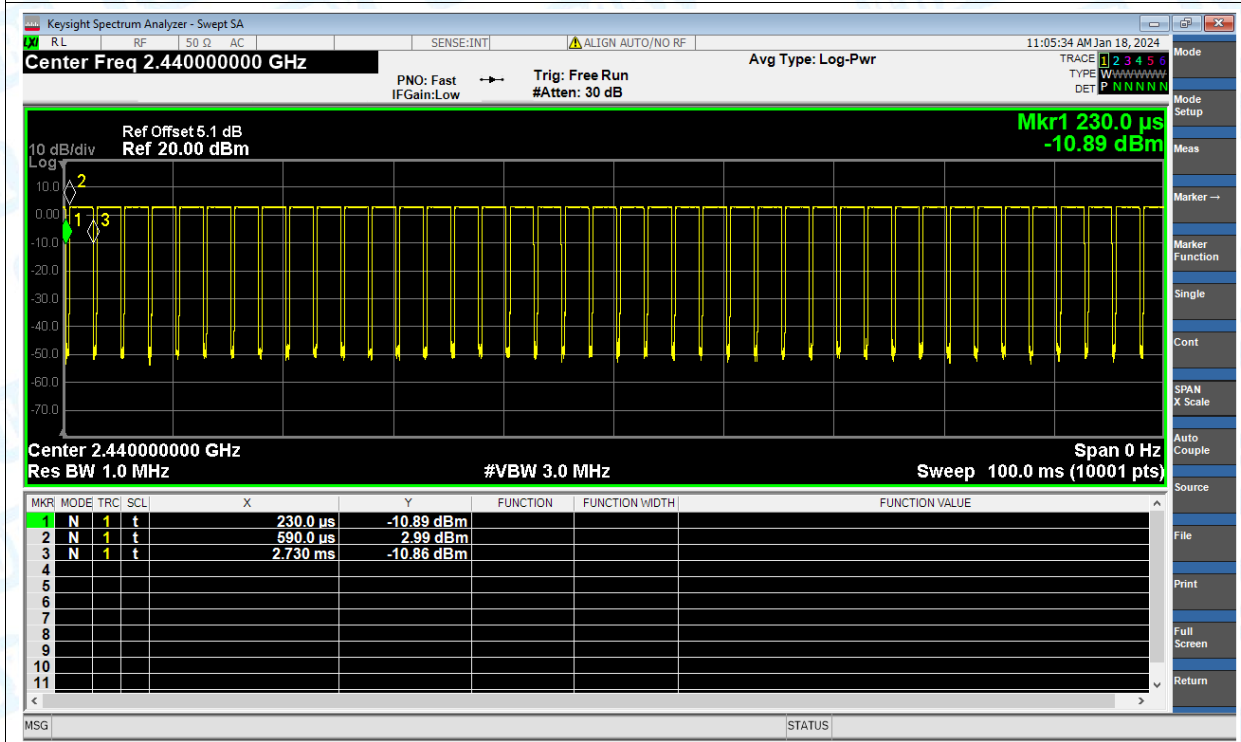 Keysight Spectrum Analyzer - Swept SA
LXI RL RF 50 Ω AC SENSE:INT ALIGN AUTO/NO RF 11:05:34 AM Jan 18, 2024
Center Freq 2.440000000 GHz
PNO: Fast
IFGain:Low
Trig: Free Run
#Atten: 30 dB
Avg Type: Log-Pwr
TRACE 1 2 3 4 5 6
TYPE WWWWWW
DET P N N N N N
Mkr1 230.0 µs
-10.89 dBm
Ref Offset 5.1 dB
10 dB/div Ref 20.00 dBm
Log
10.0
0.00
-10.0
-20.0
-30.0
-40.0
-50.0
-60.0
-70.0
2
1 3
Center 2.440000000 GHz Span 0 Hz
Res BW 1.0 MHz #VBW 3.0 MHz Sweep 100.0 ms (10001 pts)
MKR MODE TRC SCL X Y FUNCTION FUNCTION WIDTH FUNCTION VALUE
1 N 1 t 230.0 µs -10.89 dBm
2 N 1 t 590.0 µs 2.99 dBm
3 N 1 t 2.730 ms -10.86 dBm
4
5
6
7
8
9
10
11
MSG STATUS
Mode
Mode
Setup
Meas
Marker→
Marker
Function
Single
Cont
SPAN
X Scale
Auto
Couple
Source
File
Print
Full
Screen
Return